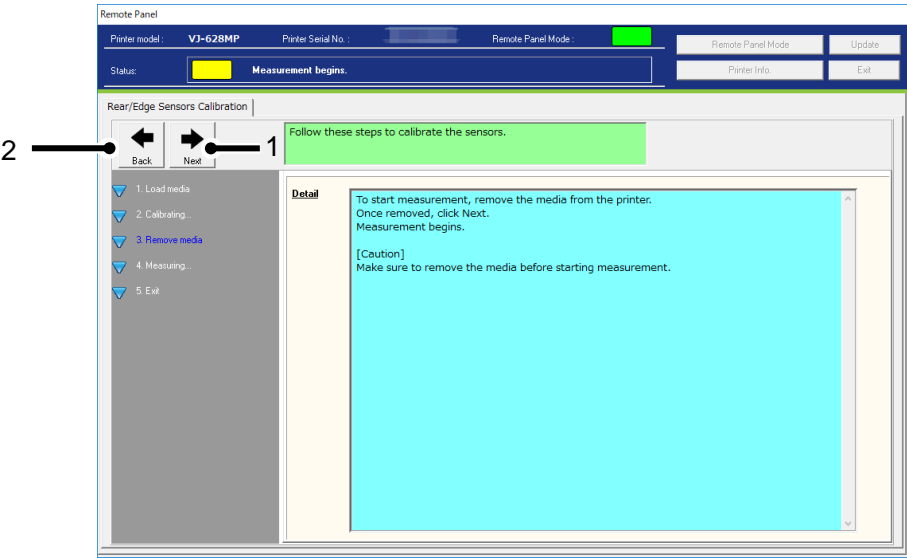 Remote Panel
Printer model : VJ-628MP Printer Serial No. : Remote Panel Mode : Remote Panel Mode Update
Status: Measurement begins. Printer Info. Exit
Rear/Edge Sensors Calibration
Follow these steps to calibrate the sensors.
2 Back Next 1
1. Load media
2. Calibrating...
3. Remove media
4. Measuring...
5. Exit
Detail
To start measurement, remove the media from the printer.
Once removed, click Next.
Measurement begins.
[Caution]
Make sure to remove the media before starting measurement.